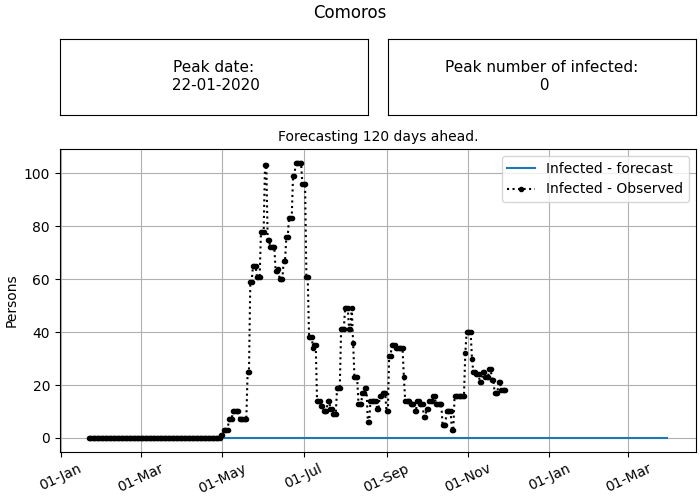 Comoros
Peak date:
22-01-2020
Peak number of infected:
0
Forecasting 120 days ahead.
Infected - forecast
Infected - Observed
Persons
100
80
60
40
20
0
01-Jan
01-Mar
01-May
01-Jul
01-Sep
01-Nov
01-Jan
01-Mar